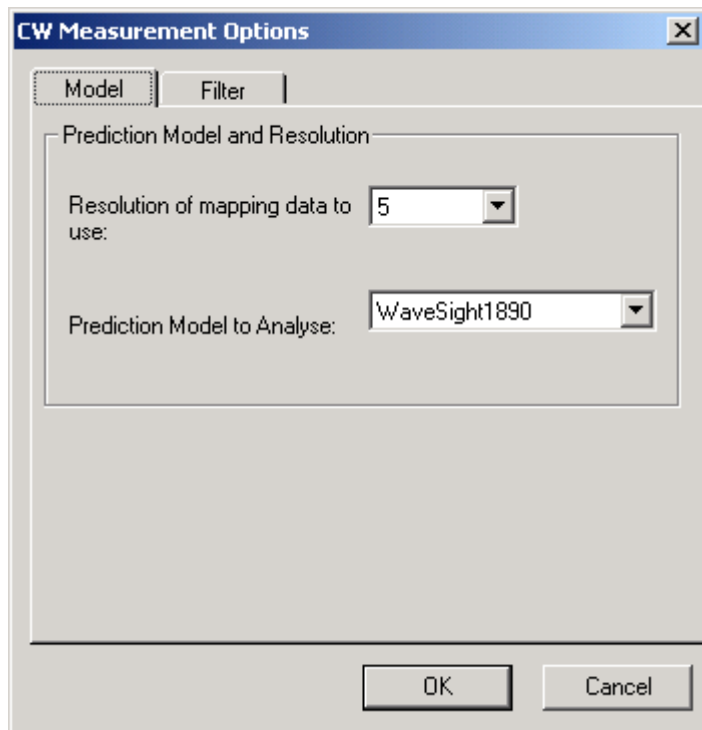 CW Measurement Options
Model
Filter
Prediction Model and Resolution
Resolution of mapping data to
use:
5
Prediction Model to Analyse:
WaveSight1890
OK
Cancel